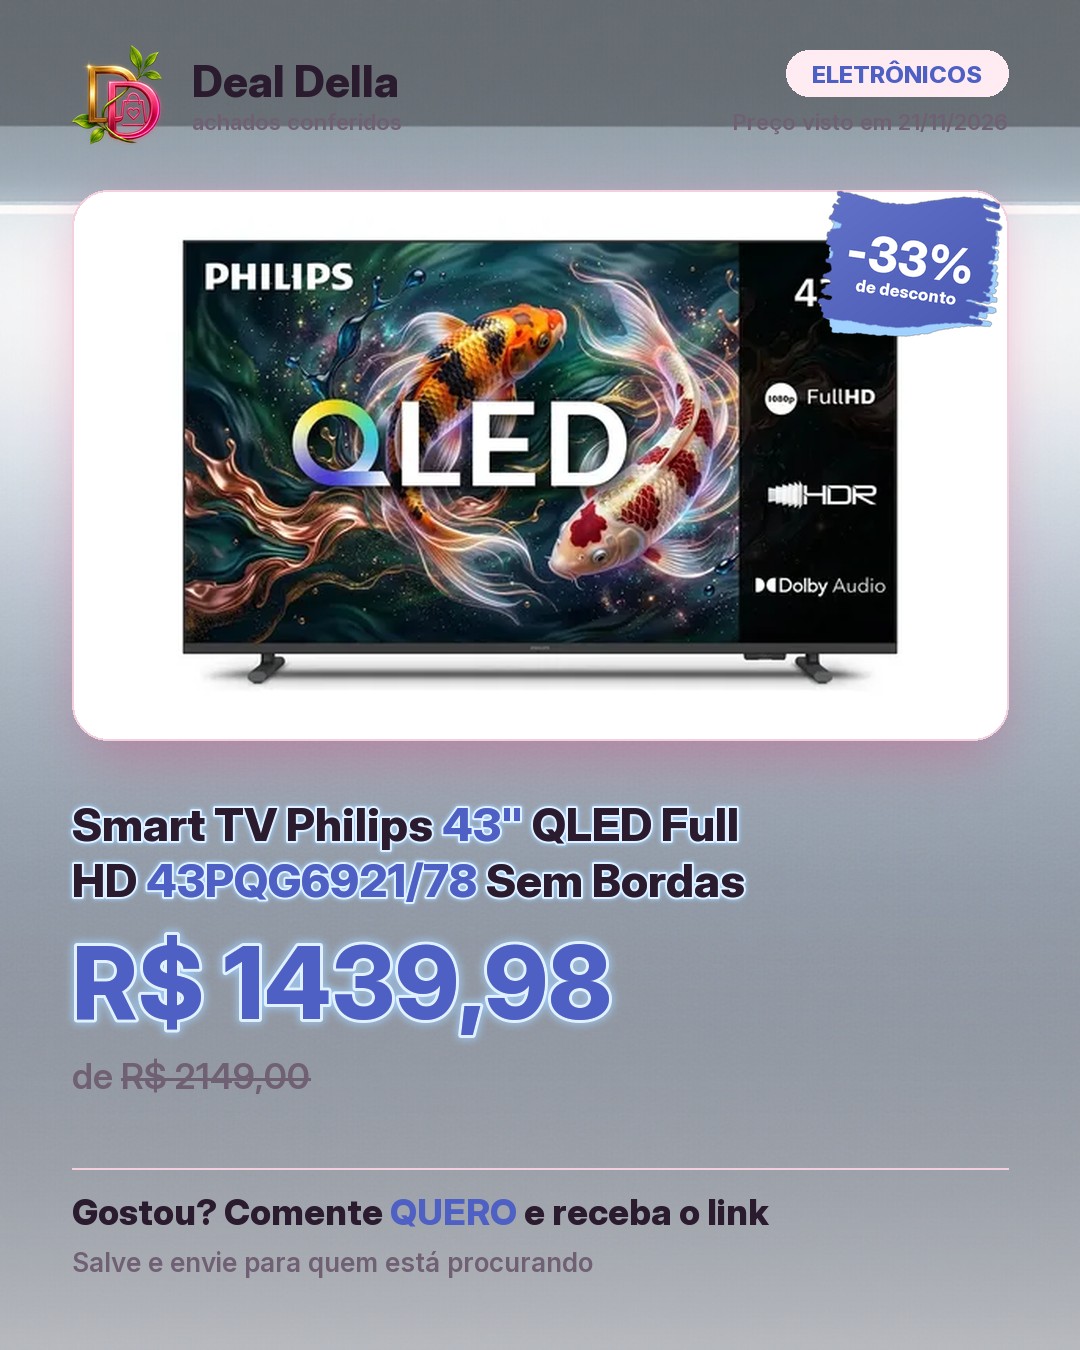 Deal Della
achados conferidos
ELETRÔNICOS
Preço visto em 21/11/2026
-33%
de desconto
PHILIPS
QLED
1080p FullHD
HDR
Dolby Audio
Smart TV Philips 43" QLED Full
HD 43PQG6921/78 Sem Bordas
R$ 1439,98
de R$ 2149,00
Gostou? Comente QUERO e receba o link
Salve e envie para quem está procurando